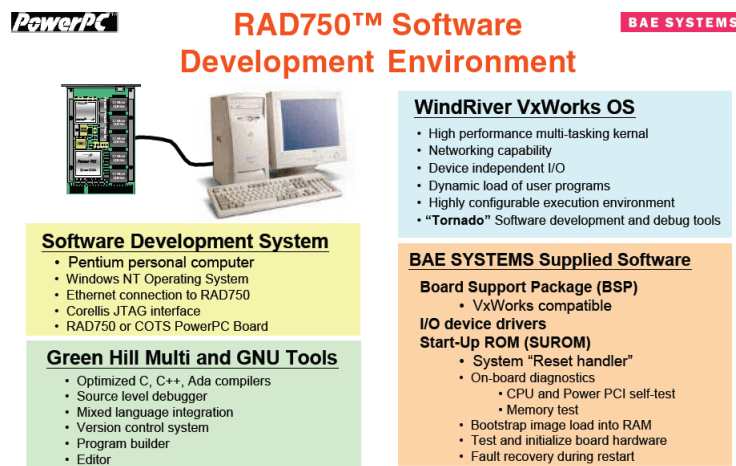 PowerPC™
RAD750™ Software
Development Environment
BAE SYSTEMS
Power PCI
Software Development System
• Pentium personal computer
• Windows NT Operating System
• Ethernet connection to RAD750
• Corellis JTAG interface
• RAD750 or COTS PowerPC Board
Green Hill Multi and GNU Tools
• Optimized C, C++, Ada compilers
• Source level debugger
• Mixed language integration
• Version control system
• Program builder
• Editor
WindRiver VxWorks OS
• High performance multi-tasking kernal
• Networking capability
• Device independent I/O
• Dynamic load of user programs
• Highly configurable execution environment
• “Tornado” Software development and debug tools
BAE SYSTEMS Supplied Software
Board Support Package (BSP)
• VxWorks compatible
I/O device drivers
Start-Up ROM (SUROM)
• System “Reset handler”
• On-board diagnostics
• CPU and Power PCI self-test
• Memory test
• Bootstrap image load into RAM
• Test and initialize board hardware
• Fault recovery during restart